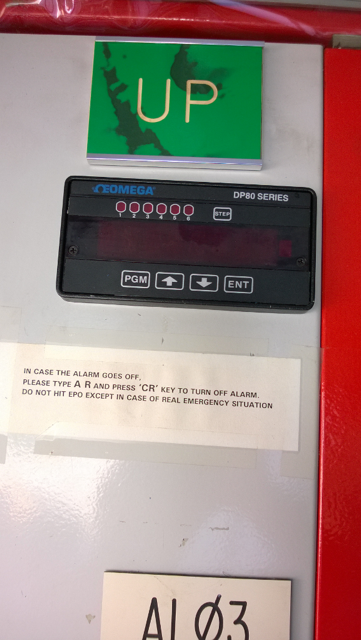 UP
OMEGA®
DP80 SERIES
1 2 3 4 5 6
STEP
PGM
ENT
IN CASE THE ALARM GOES OFF.
PLEASE TYPE A R AND PRESS 'CR' KEY TO TURN OFF ALARM.
DO NOT HIT EPO EXCEPT IN CASE OF REAL EMERGENCY SITUATION
ALØ3